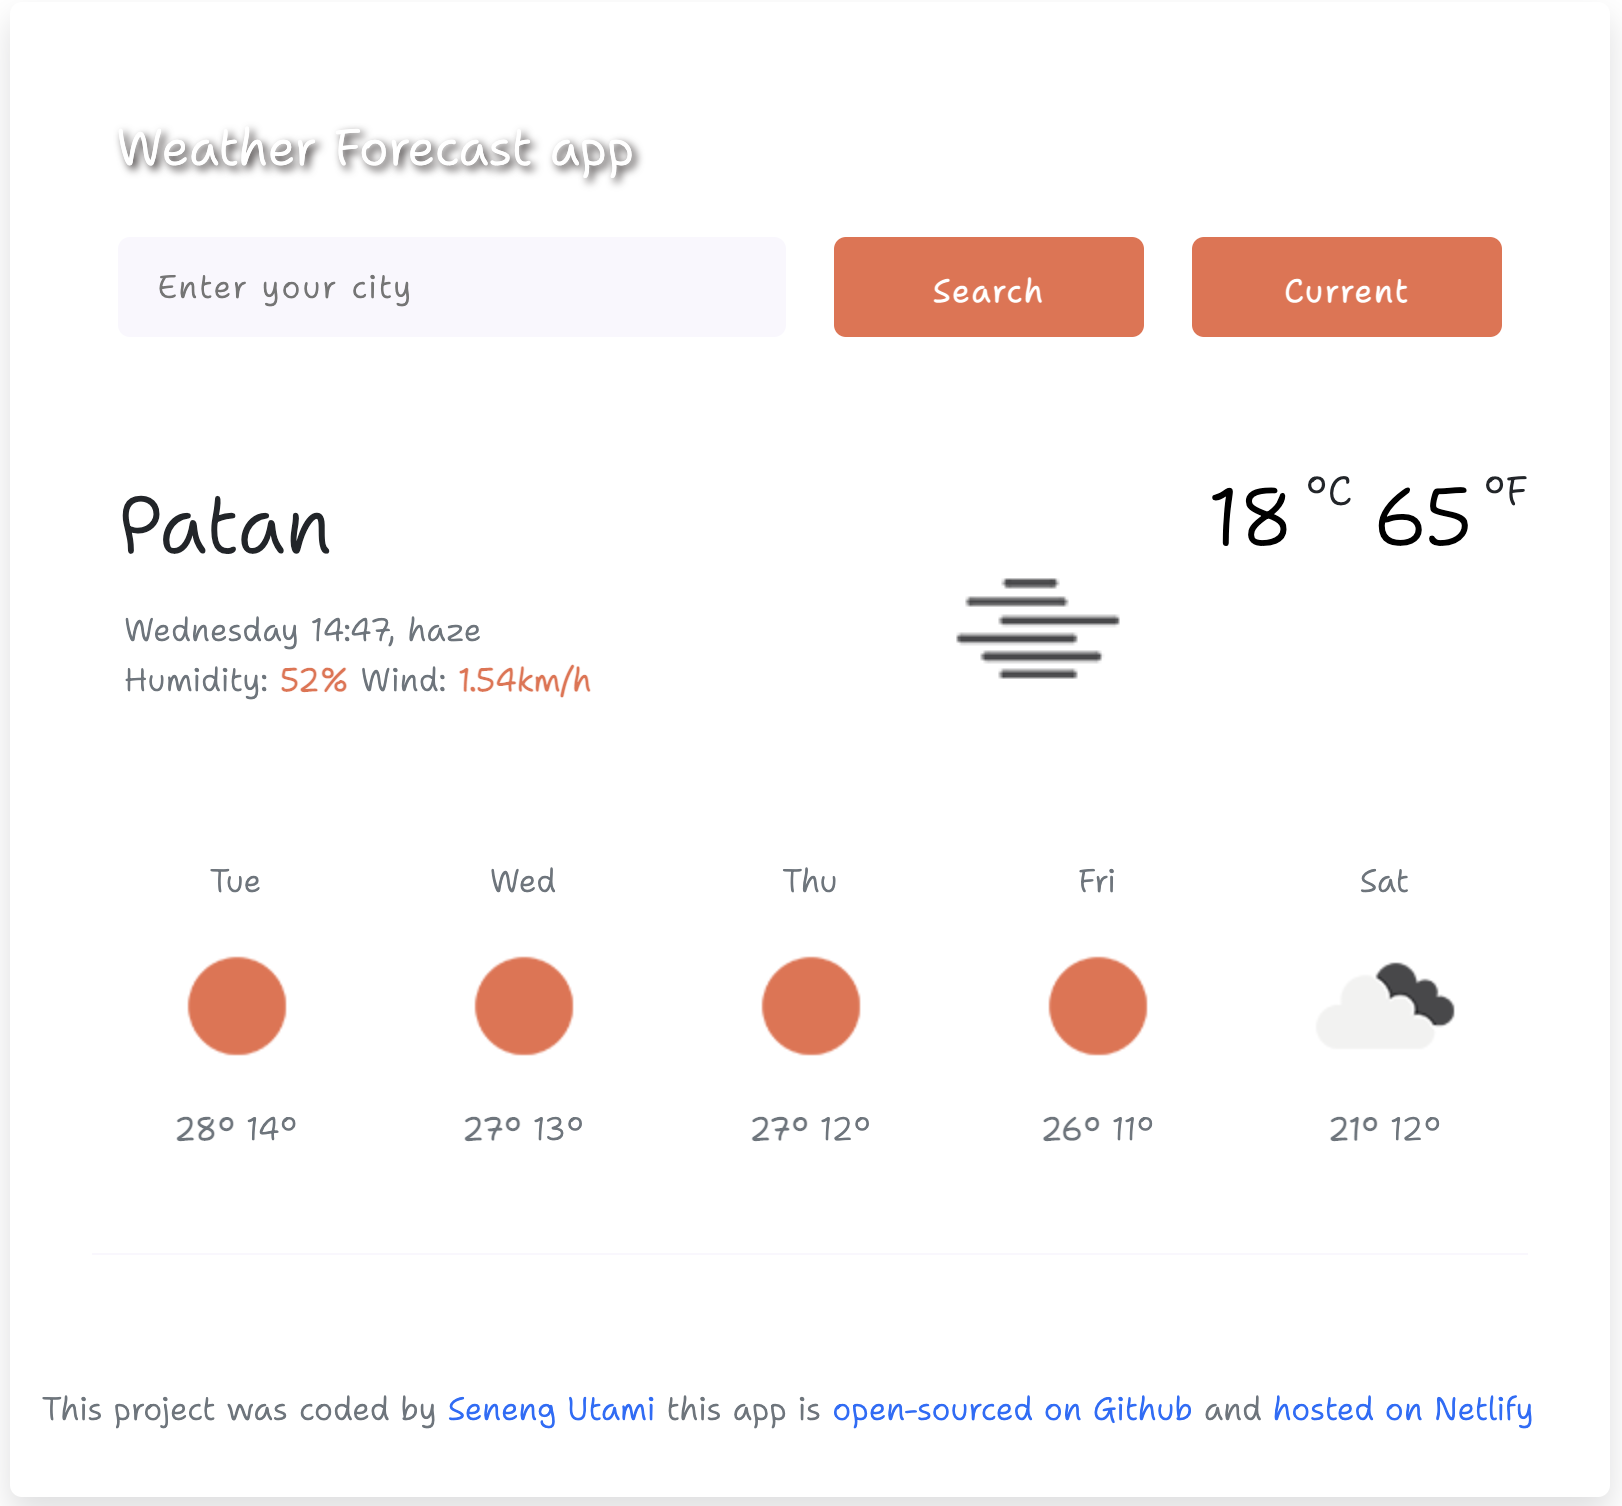 Weather Forecast app
Enter your city
Search
Current
Patan
18 °C 65 °F
Wednesday 14:47, haze
Humidity: 52% Wind: 1.54km/h
Tue Wed Thu Fri Sat
28° 14° 27° 13° 27° 12° 26° 11° 21° 12°
This project was coded by Seneng Utami this app is open-sourced on Github and hosted on Netlify